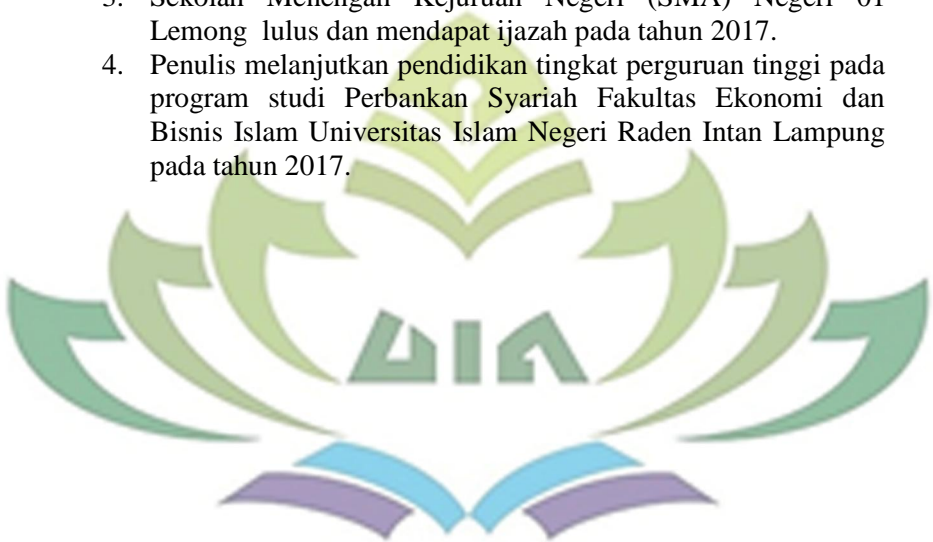 3. Sekolah Menengah Kejuruan Negeri (SMA) Negeri 01
Lemong lulus dan mendapat ijazah pada tahun 2017.
4. Penulis melanjutkan pendidikan tingkat perguruan tinggi pada
program studi Perbankan Syariah Fakultas Ekonomi dan
Bisnis Islam Universitas Islam Negeri Raden Intan Lampung
pada tahun 2017.
UIN